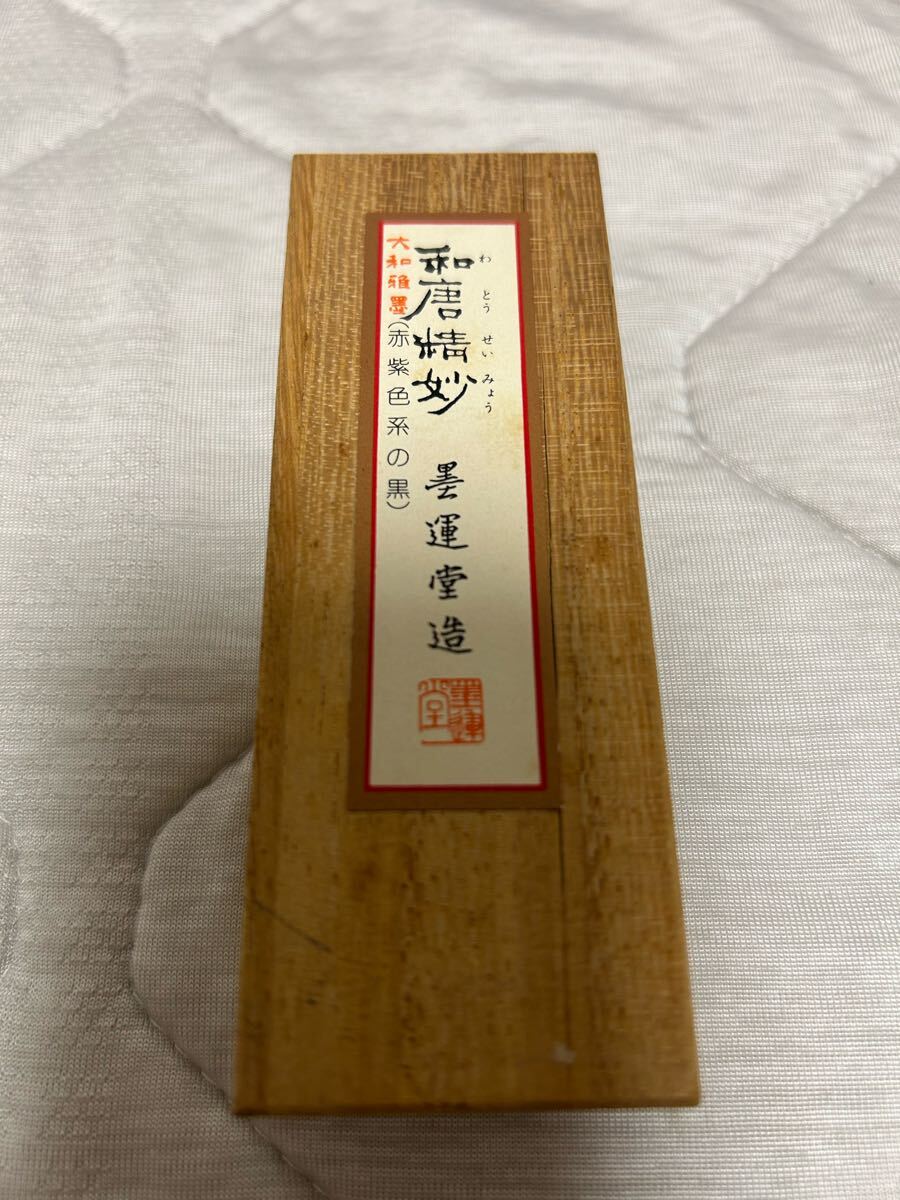 わとうせいみょう
和唐精妙
墨運堂造
大和雅墨(赤紫色系の黒)
墨運堂